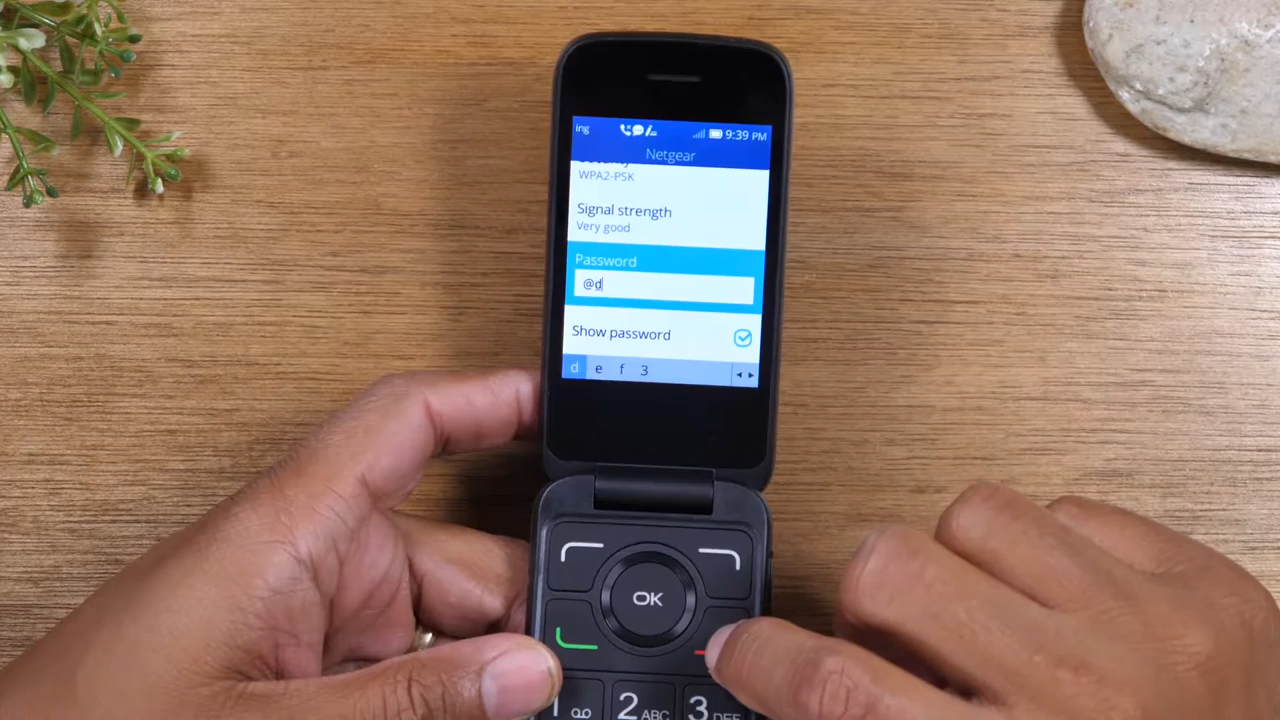 ing 9:39 PM
Netgear
WPA2-PSK
Signal strength
Very good
Password
@d
Show password
d e f 3
OK
1 2 ABC 3 DEF